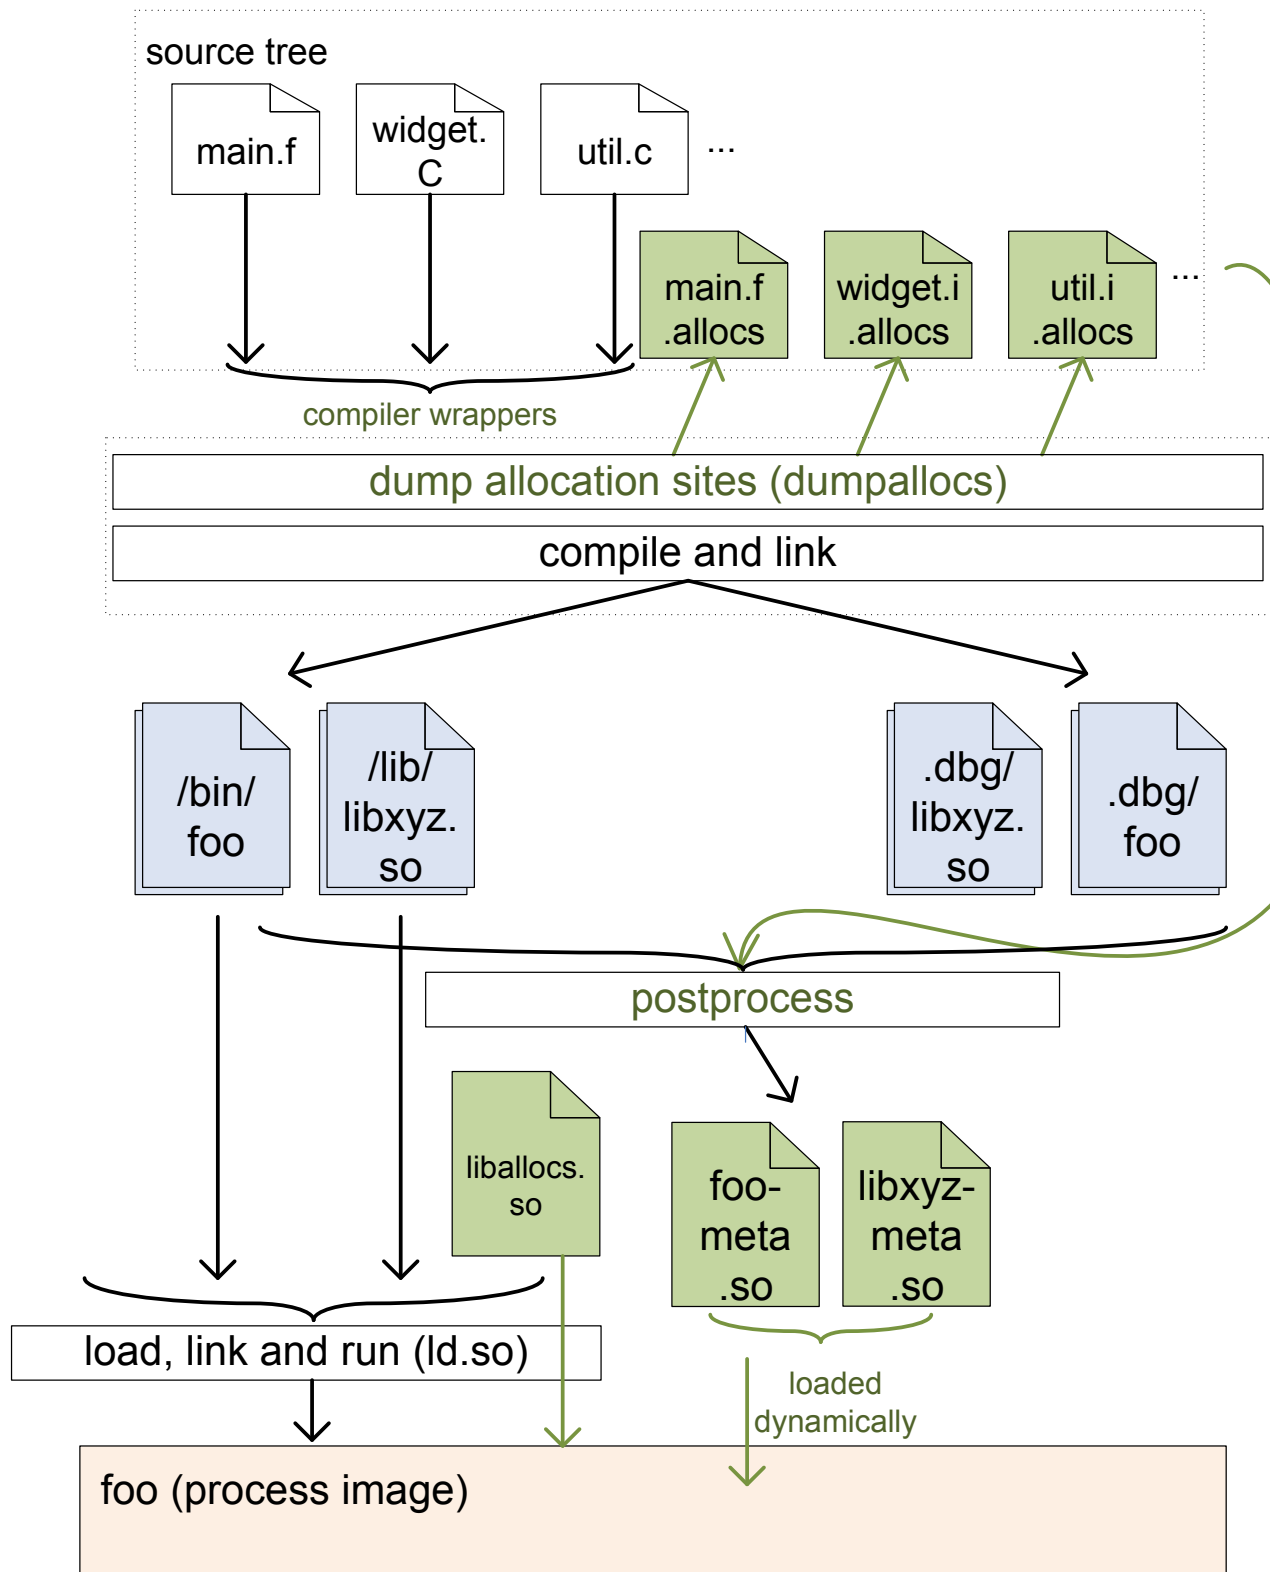 source tree
main.f
widget.
C
util.c
...
main.f
.allocs
widget.i
.allocs
util.i
.allocs
...
compiler wrappers
dump allocation sites (dumpallocs)
compile and link
/bin/
foo
/lib/
libxyz.
so
.dbg/
libxyz.
so
.dbg/
foo
postprocess
liballocs.
so
foo-
meta
.so
libxyz-
meta
.so
load, link and run (ld.so)
loaded
dynamically
foo (process image)